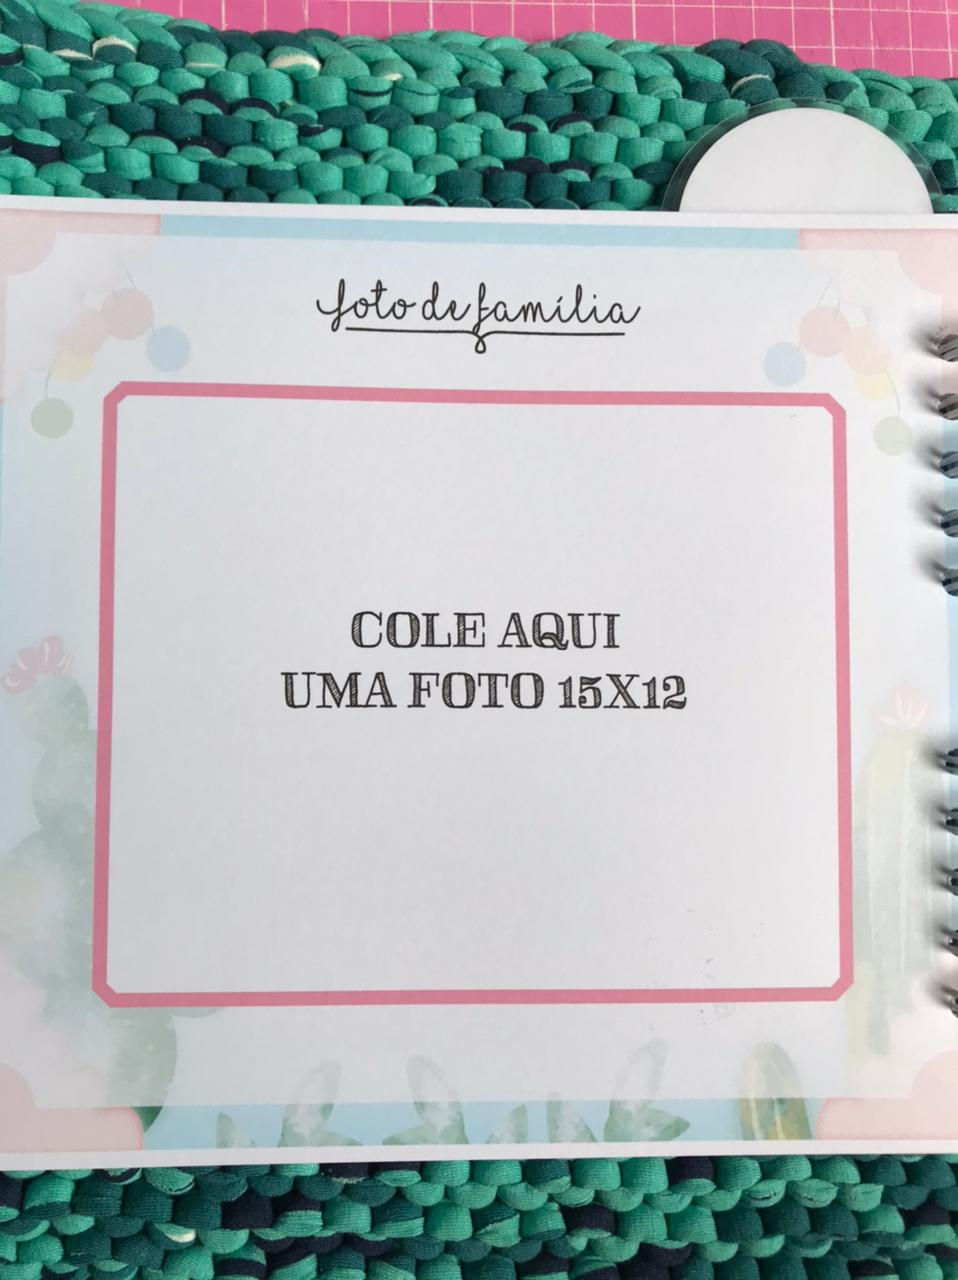 foto de família
COLE AQUI
UMA FOTO 15X12